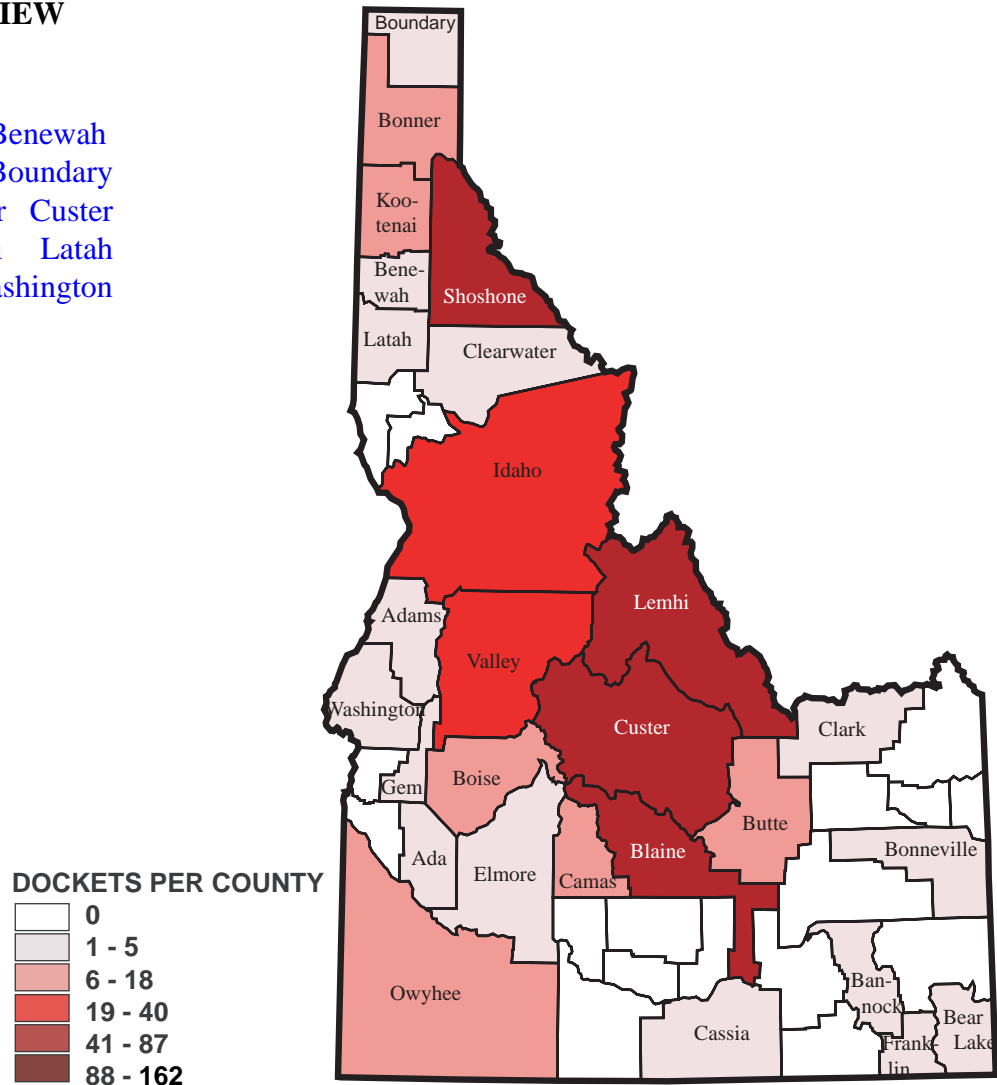 IEW
Benewah
Boundary
r Custer
i Latah
ashington
Boundary
Bonner
Koo-
tenai
Bene-
wah
Shoshone
Latah
Clearwater
Idaho
Lemhi
Adams
Valley
Washington
Custer
Clark
Gem
Boise
Butte
Ada
Elmore
Camas
Blaine
Bonneville
Owyhee
Cassia
Ban-
nock
Bear
Lake
Frank-
lin
DOCKETS PER COUNTY
0
1 - 5
6 - 18
19 - 40
41 - 87
88 - 162